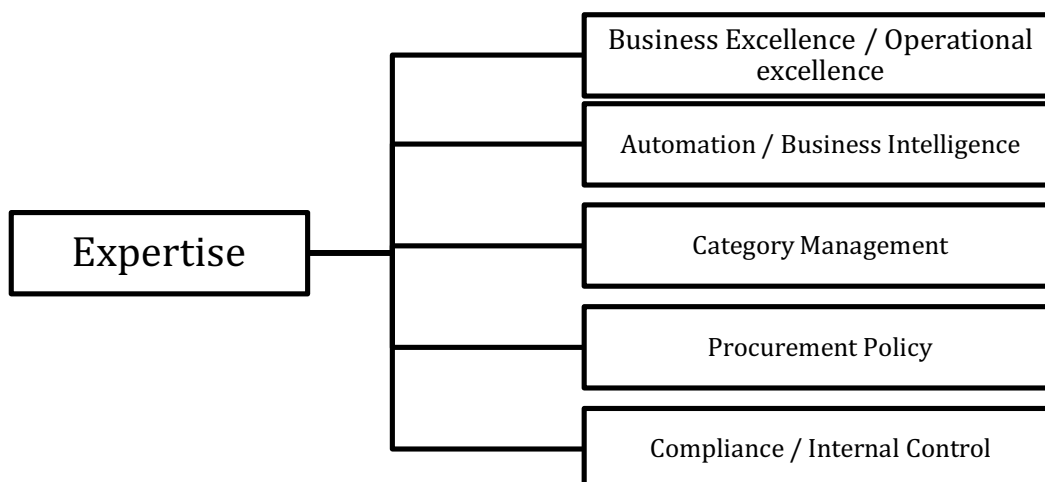 Business Excellence / Operational
excellence
Automation / Business Intelligence
Expertise
Category Management
Procurement Policy
Compliance / Internal Control